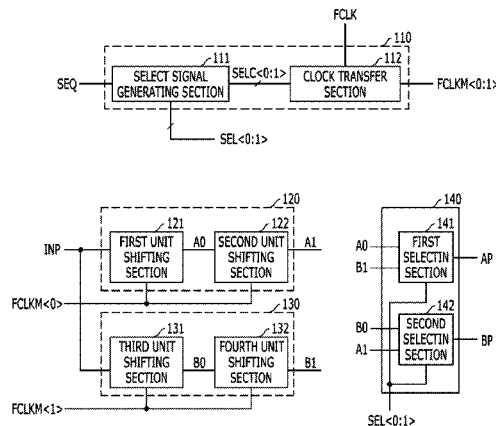 FCLK
110
111
112
SEQ
SELECT SIGNAL
GENERATING SECTION
SELC<0:1>
CLOCK TRANSFER
SECTION
FCLKM<0:1>
SEL<0:1>
120
121
122
INP
FIRST UNIT
SHIFTING
SECTION
A0
SECOND UNIT
SHIFTING
SECTION
A1
FCLKM<0>
130
131
132
THIRD UNIT
SHIFTING
SECTION
B0
FOURTH UNIT
SHIFTING
SECTION
B1
FCLKM<1>
140
141
A0
B1
FIRST
SELECTIN
SECTION
AP
142
B0
A1
SECOND
SELECTIN
SECTION
BP
SEL<0:1>